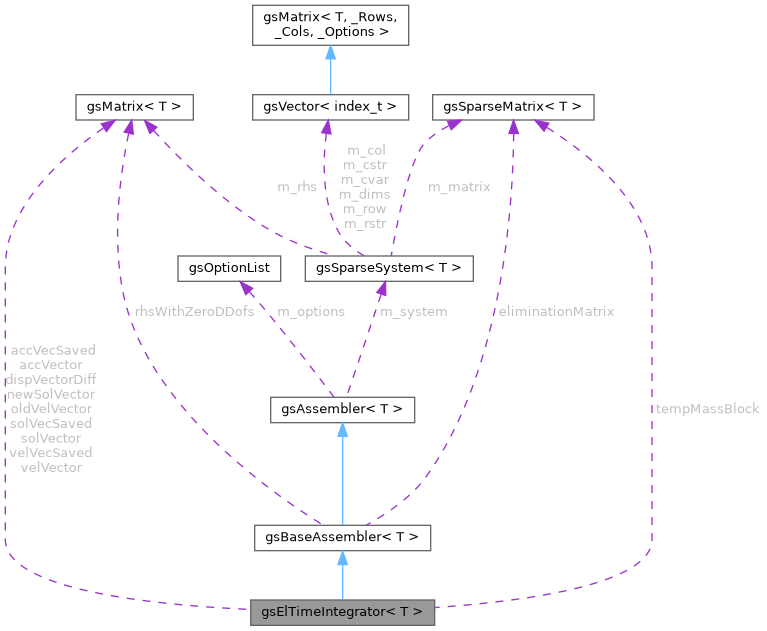 gsMatrix< T, _Rows,
_Cols, _Options >
gsMatrix< T >
gsVector< index_t >
gsSparseMatrix< T >
m_col
m_cstr
m_cvar
m_dims
m_row
m_rstr
m_rhs
m_matrix
gsOptionList
gsSparseSystem< T >
rhsWithZeroDDofs
m_options
m_system
eliminationMatrix
accVecSaved
accVector
dispVectorDiff
newSolVector
oldVelVector
solVecSaved
solVector
velVecSaved
velVector
gsAssembler< T >
tempMassBlock
gsBaseAssembler< T >
gsElTimeIntegrator< T >